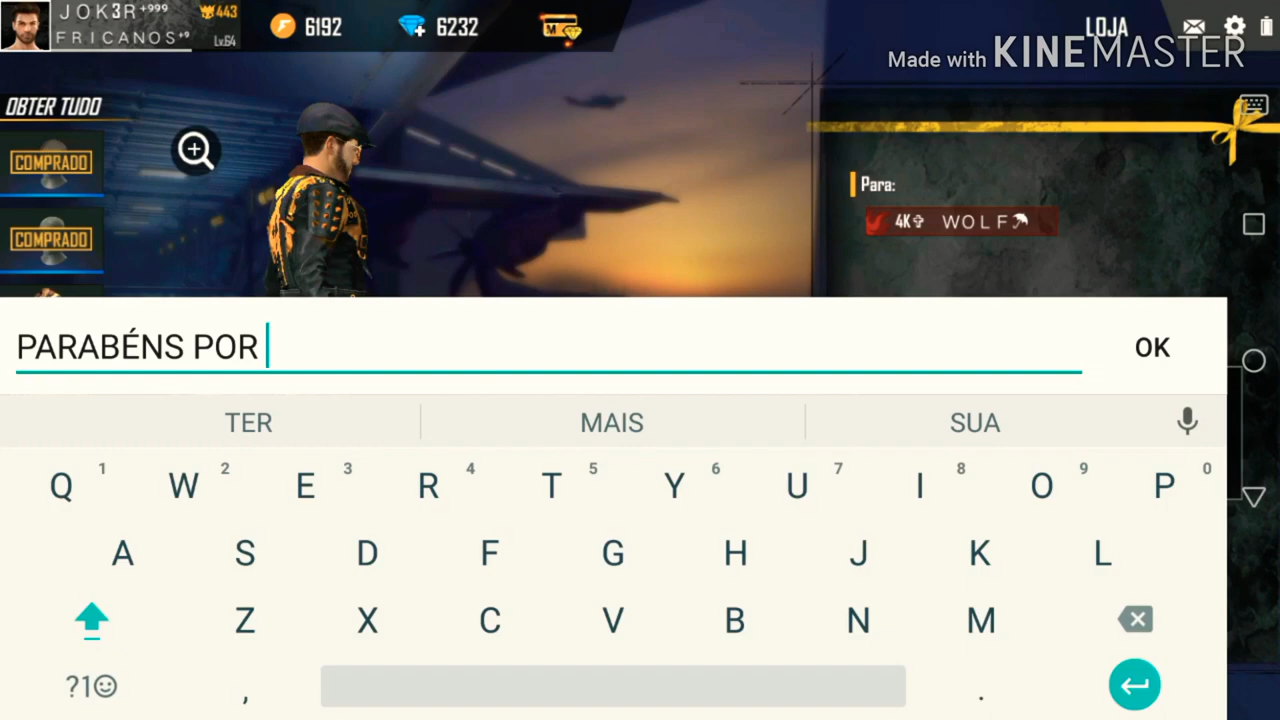 JOK3R+999
FRICANOS+9
443
Lv.64
6192
6232
M
LOJA
Made with KINEMASTER
OBTER TUDO
COMPRADO
COMPRADO
Para:
4K✞ WOLF☂
PARABÉNS POR
OK
TER MAIS SUA
Q 1 W 2 E 3 R 4 T 5 Y 6 U 7 I 8 O 9 P 0
A S D F G H J K L
Z X C V B N M
?1☺ , .